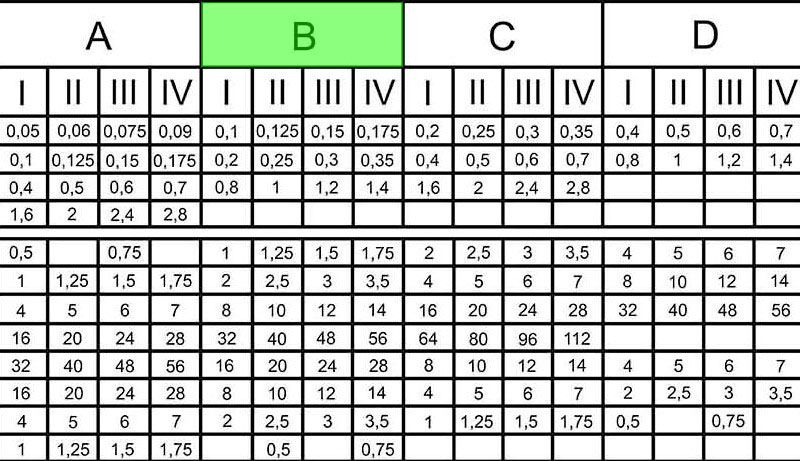 A B C D
I II III IV I II III IV I II III IV I II III IV
0,05 0,06 0,075 0,09 0,1 0,125 0,15 0,175 0,2 0,25 0,3 0,35 0,4 0,5 0,6 0,7
0,1 0,125 0,15 0,175 0,2 0,25 0,3 0,35 0,4 0,5 0,6 0,7 0,8 1 1,2 1,4
0,4 0,5 0,6 0,7 0,8 1 1,2 1,4 1,6 2 2,4 2,8
1,6 2 2,4 2,8
0,5 0,75 1 1,25 1,5 1,75 2 2,5 3 3,5 4 5 6 7
1 1,25 1,5 1,75 2 2,5 3 3,5 4 5 6 7 8 10 12 14
4 5 6 7 8 10 12 14 16 20 24 28 32 40 48 56
16 20 24 28 32 40 48 56 64 80 96 112
32 40 48 56 16 20 24 28 8 10 12 14 4 5 6 7
16 20 24 28 8 10 12 14 4 5 6 7 2 2,5 3 3,5
4 5 6 7 2 2,5 3 3,5 1 1,25 1,5 1,75 0,5 0,75
1 1,25 1,5 1,75 0,5 0,75